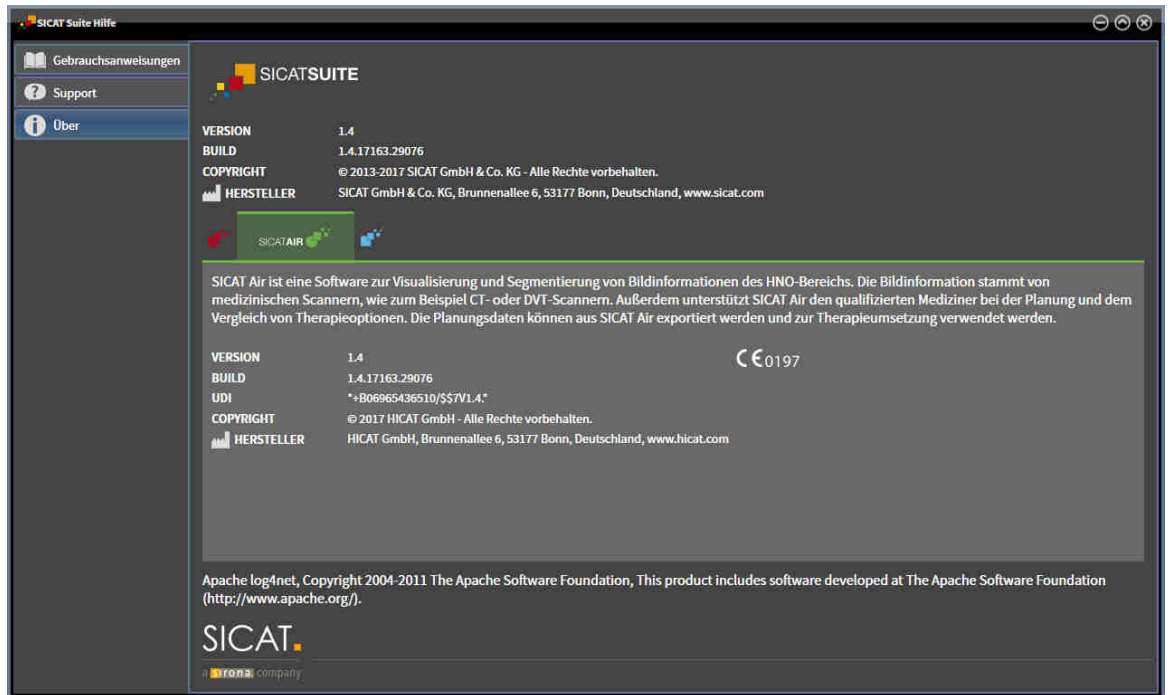 SICAT Suite Hilfe
Gebrauchsanweisungen
Support
Über
SICATSUITE
VERSION 1.4
BUILD 1.4.17163.29076
COPYRIGHT © 2013-2017 SICAT GmbH & Co. KG - Alle Rechte vorbehalten.
HERSTELLER SICAT GmbH & Co. KG, Brunnenallee 6, 53177 Bonn, Deutschland, www.sicat.com
SICATAIR
SICAT Air ist eine Software zur Visualisierung und Segmentierung von Bildinformationen des HNO-Bereichs. Die Bildinformation stammt von
medizinischen Scannern, wie zum Beispiel CT- oder DVT-Scannern. Außerdem unterstützt SICAT Air den qualifizierten Mediziner bei der Planung und dem
Vergleich von Therapieoptionen. Die Planungsdaten können aus SICAT Air exportiert werden und zur Therapieumsetzung verwendet werden.
VERSION 1.4 CE0197
BUILD 1.4.17163.29076
UDI *+B06965436510/$$7V1.4.*
COPYRIGHT © 2017 HICAT GmbH - Alle Rechte vorbehalten.
HERSTELLER HICAT GmbH, Brunnenallee 6, 53177 Bonn, Deutschland, www.hicat.com
Apache log4net, Copyright 2004-2011 The Apache Software Foundation, This product includes software developed at The Apache Software Foundation
(http://www.apache.org/).
SICAT.
a sirona company